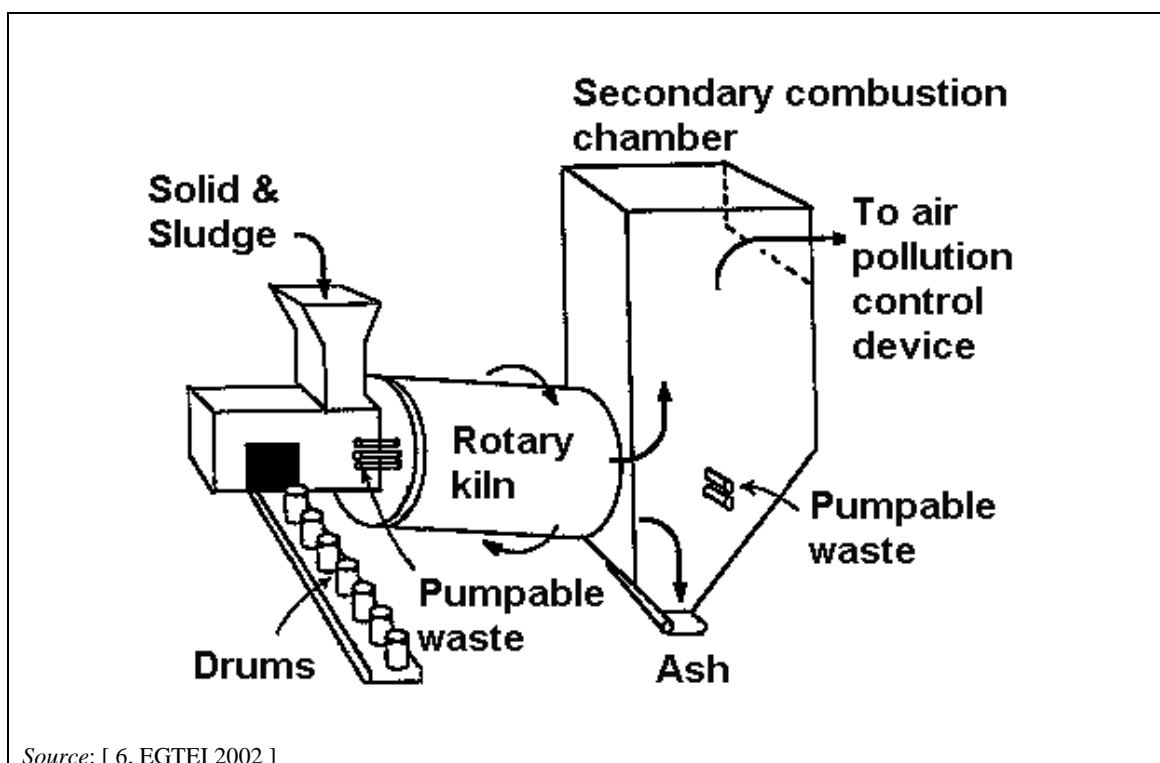 Secondary combustion
chamber
Solid &
Sludge
To air
pollution
control
device
Rotary
kiln
Pumpable
waste
Pumpable
waste
Drums
Ash
Source: [ 6, EGTEI 2002 ]